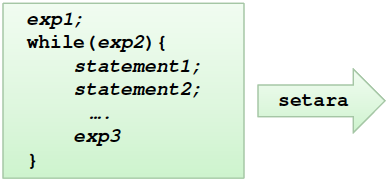 exp1;
while(exp2){
statement1;
statement2;
….
exp3
}
setara